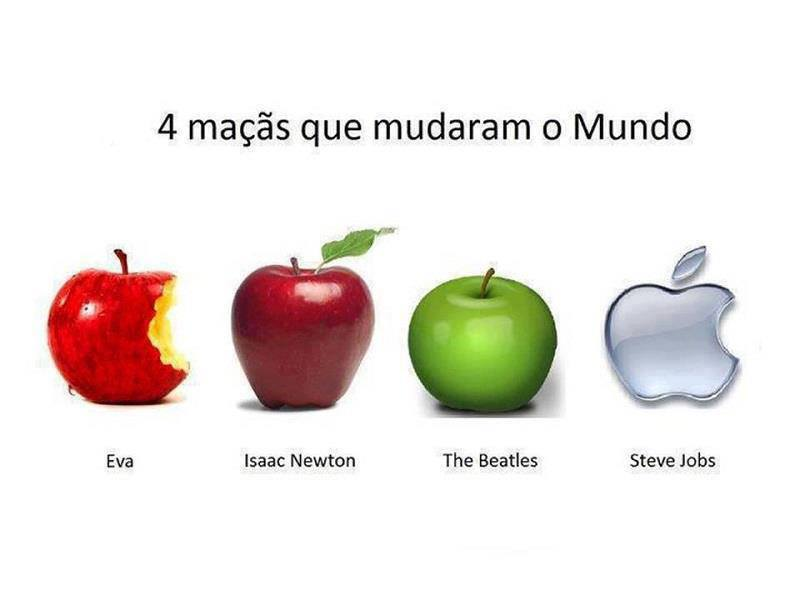 4 maçãs que mudaram o Mundo
Eva Isaac Newton The Beatles Steve Jobs